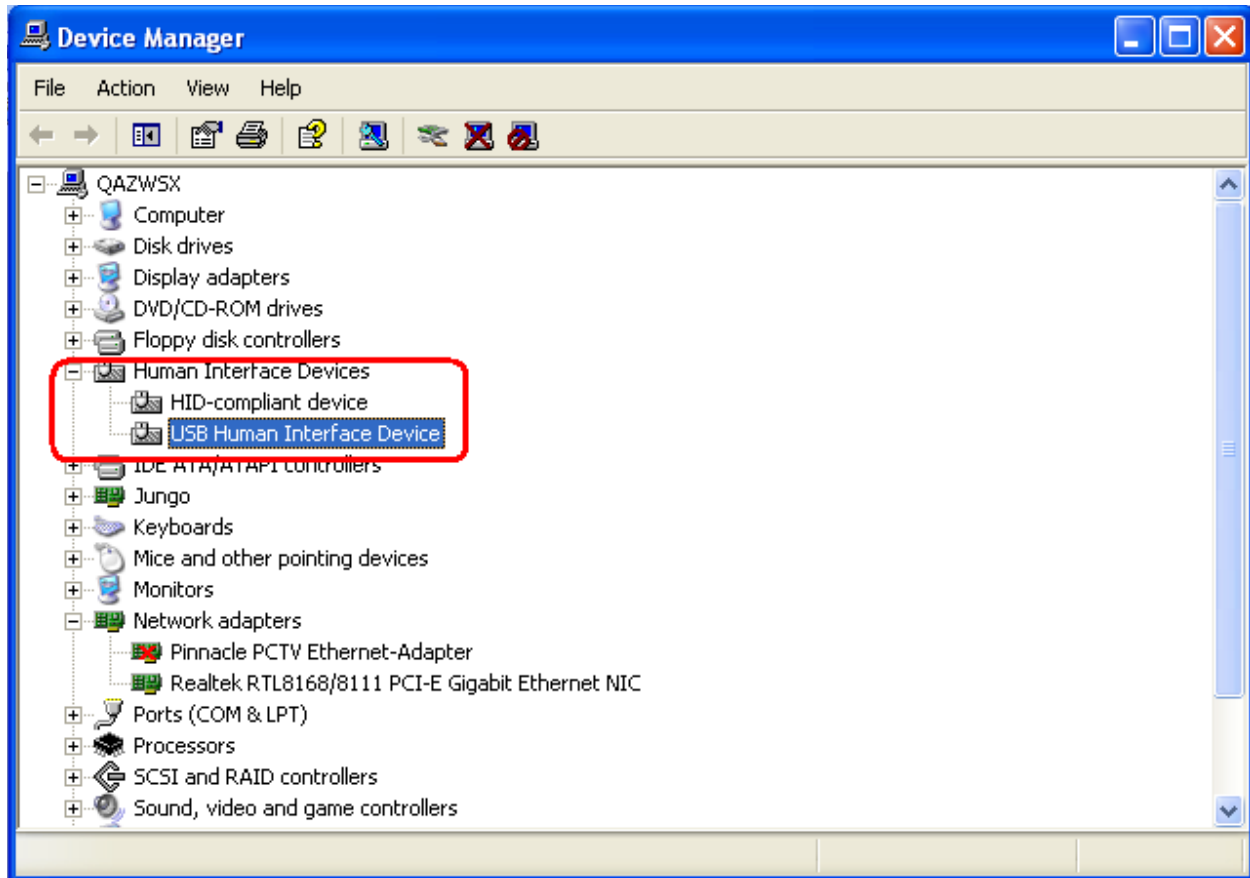 Device Manager
File Action View Help
QAZWSX
Computer
Disk drives
Display adapters
DVD/CD-ROM drives
Floppy disk controllers
Human Interface Devices
HID-compliant device
USB Human Interface Device
IDE ATA/ATAPI controllers
Jungo
Keyboards
Mice and other pointing devices
Monitors
Network adapters
Pinnacle PCTV Ethernet-Adapter
Realtek RTL8168/8111 PCI-E Gigabit Ethernet NIC
Ports (COM & LPT)
Processors
SCSI and RAID controllers
Sound, video and game controllers